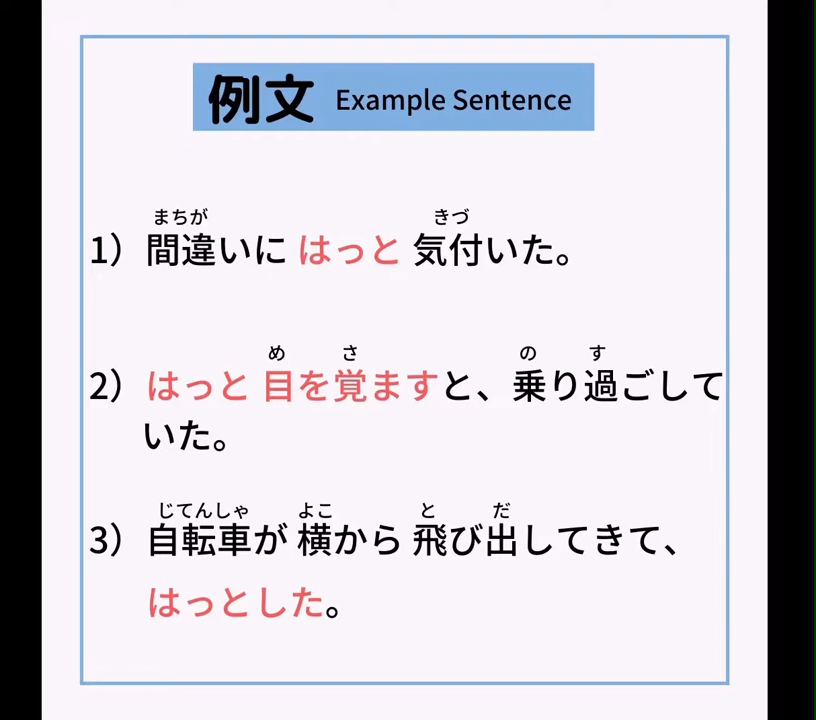 例文 Example Sentence
まちが きづ
1）間違いに はっと 気付いた。
め さ の す
2）はっと 目を覚ますと、乗り過ごして
いた。
じてんしゃ よこ と だ
3）自転車が 横から 飛び出してきて、
はっとした。